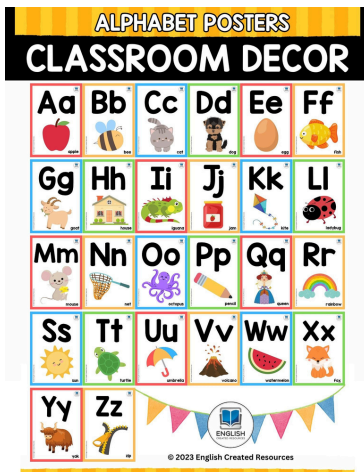 ALPHABET POSTERS
CLASSROOM DECOR
Aa Bb Cc Dd Ee Ff
apple bee cat dog egg fish
Gg Hh Ii Jj Kk Ll
goat house iguana jam kite ladybug
Mm Nn Oo Pp Qq Rr
mouse net octopus pencil queen rainbow
Ss Tt Uu Vv Ww Xx
sun turtle umbrella volcano watermelon fox
Yy Zz
yak
ENGLISH
CREATED RESOURCES
© 2023 English Created Resources